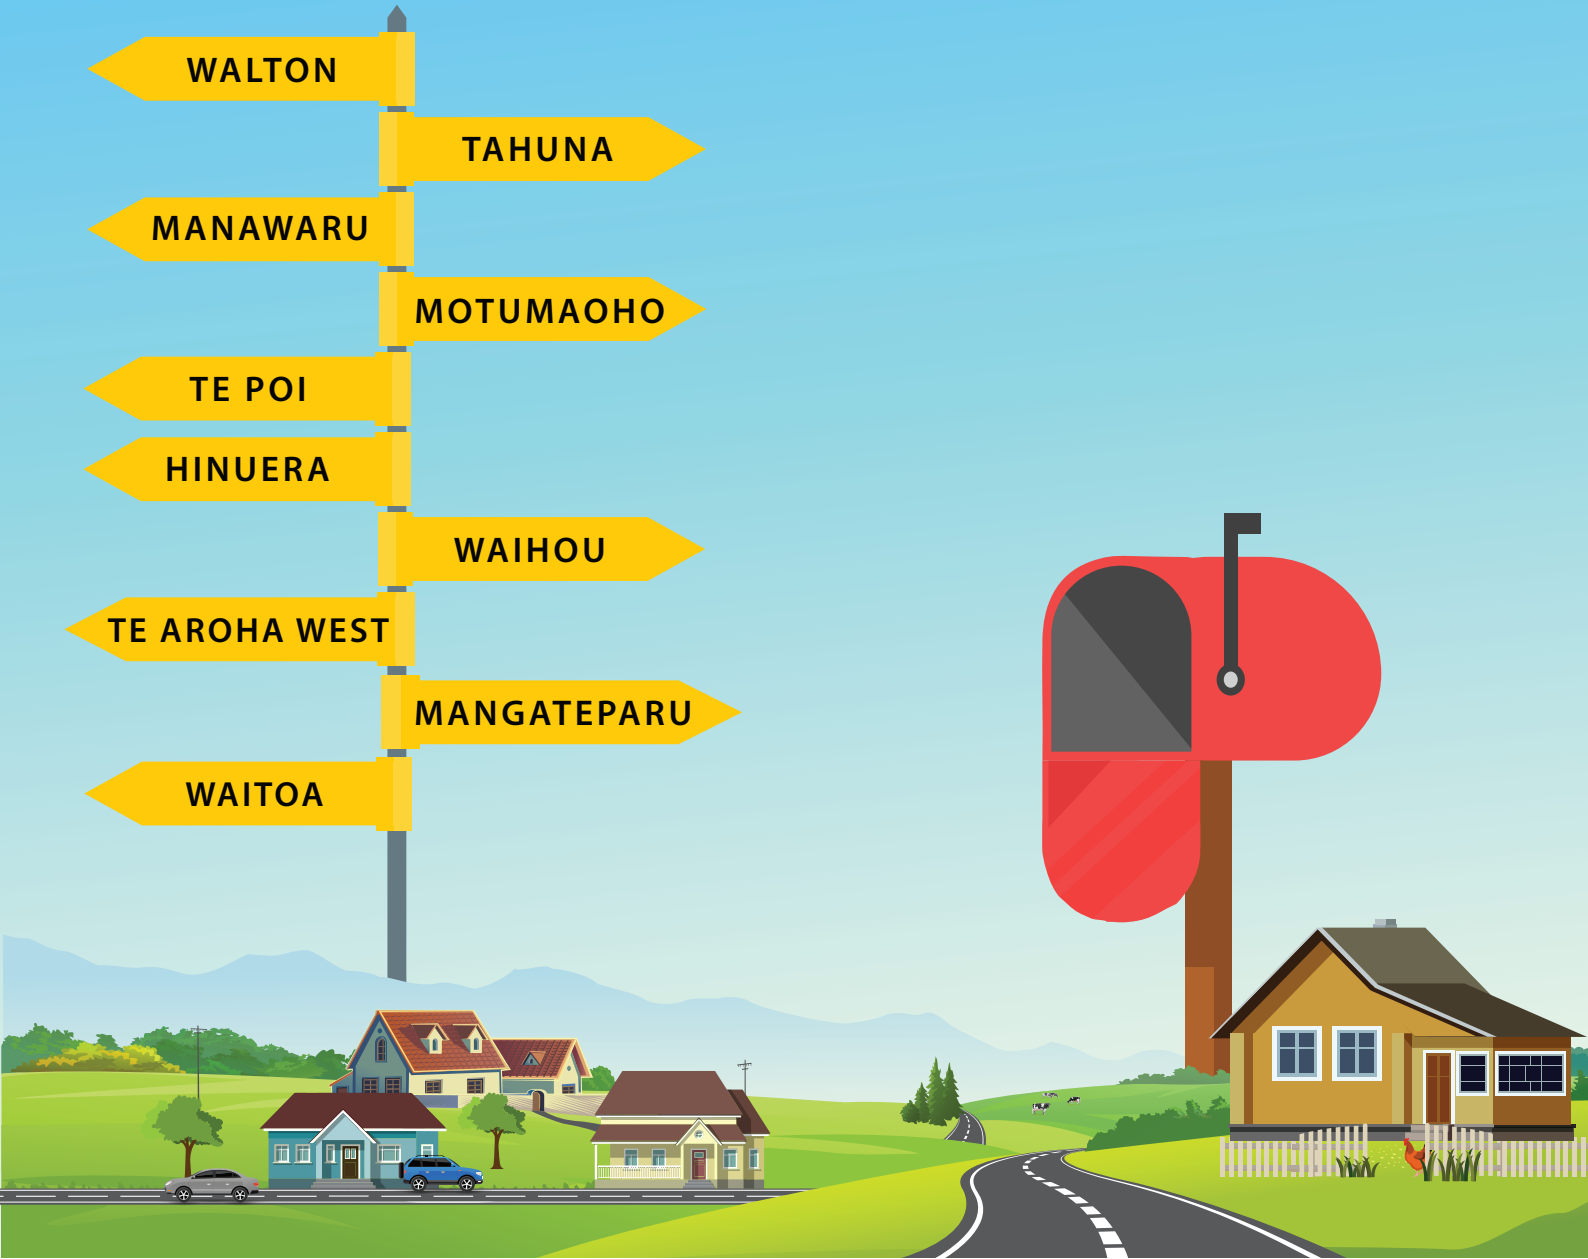 WALTON
TAHUNA
MANAWARU
MOTUMAOHO
TE POI
HINUERA
WAIHOU
TE AROHA WEST
MANGATEPARU
WAITOA